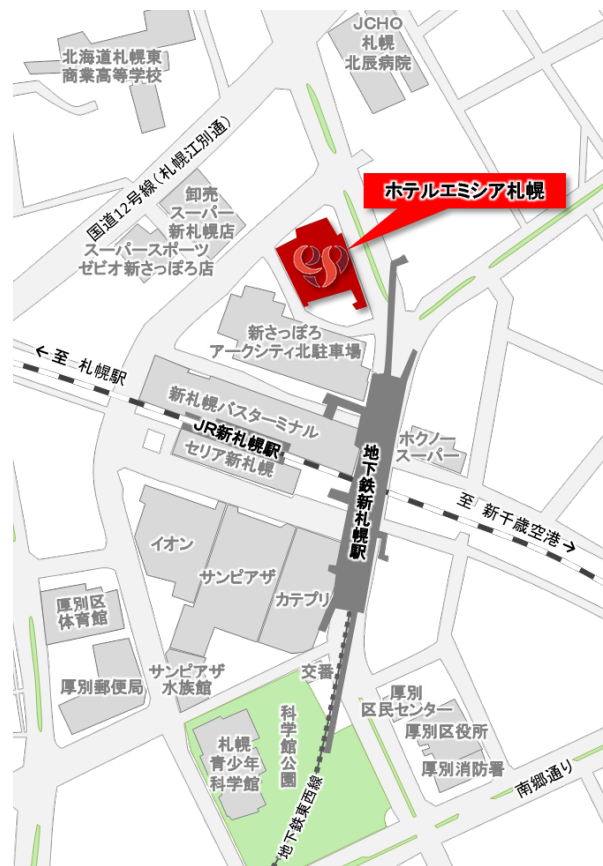 JCHO
札幌
北辰病院
北海道札幌東
商業高等学校
国道12号線(札幌江別通)
ホテルエミシア札幌
卸売
スーパー
新札幌店
スーパースポーツ
ゼビオ新さっぽろ店
新さっぽろ
アークシティ北駐車場
← 至 札幌駅
新札幌バスターミナル
JR新札幌駅
セリア新札幌
地下鉄新札幌駅
ホクノー
スーパー
至 新千歳空港→
イオン
サンピアザ
カテプリ
厚別区
体育館
厚別郵便局
サンピアザ
水族館
交番
厚別
区民センター
厚別区役所
厚別消防署
科学館公園
札幌
青少年
科学館
南郷通り
地下鉄東西線